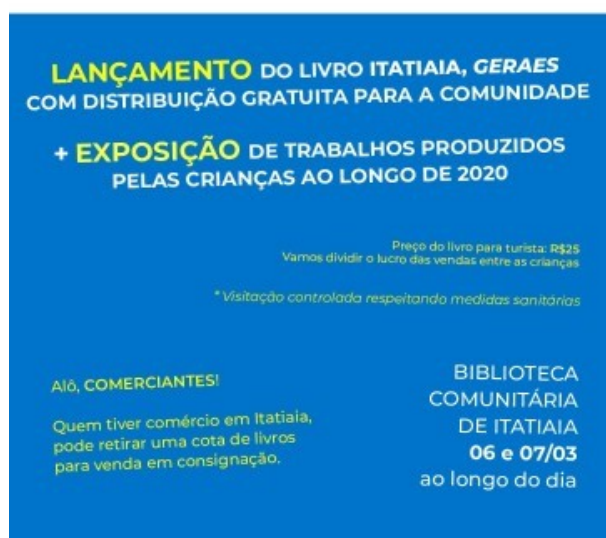 LANÇAMENTO DO LIVRO ITATIAIA, GERAES
COM DISTRIBUIÇÃO GRATUITA PARA A COMUNIDADE
+ EXPOSIÇÃO DE TRABALHOS PRODUZIDOS
PELAS CRIANÇAS AO LONGO DE 2020
Preço do livro para turista: R$25
Vamos dividir o lucro das vendas entre as crianças
* Visitação controlada respeitando medidas sanitárias
Alô, COMERCIANTES!
Quem tiver comércio em Itatiaia,
pode retirar uma cota de livros
para venda em consignação.
BIBLIOTECA
COMUNITÁRIA
DE ITATIAIA
06 e 07/03
ao longo do dia